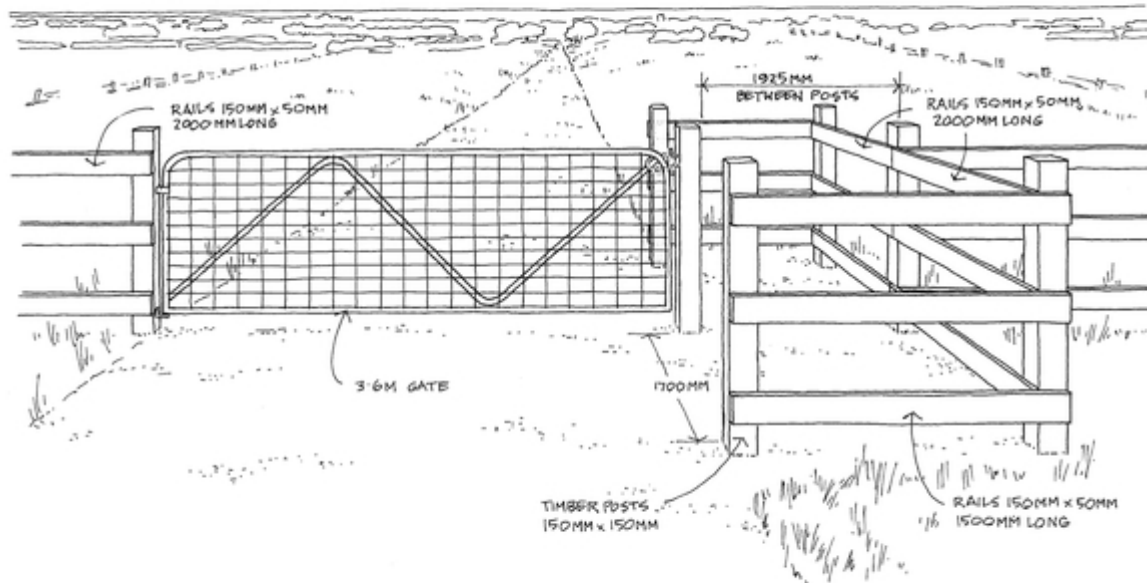 1925MM
BETWEEN POSTS
RAILS 150MM x 50MM
2000MM LONG
RAILS 150MM x 50MM
2000MM LONG
3.6M GATE
1700MM
TIMBER POSTS
150MM x 150MM
RAILS 150MM x 50MM
1500MM LONG